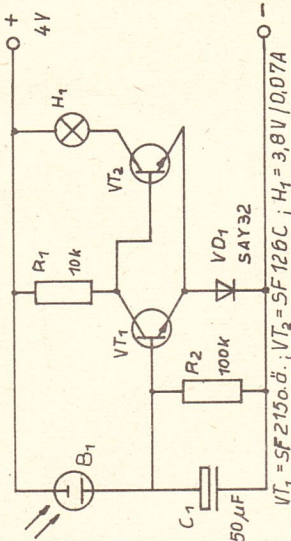 +
4V
H₁
R₁
10k
VT₂
B₁
VT₁
R2
100k
VD₁
SAY32
C₁
50µF
−
VT₁ = SF215o.ä.; VT₂ = SF126C ; H₁ = 3,8V/0,07A